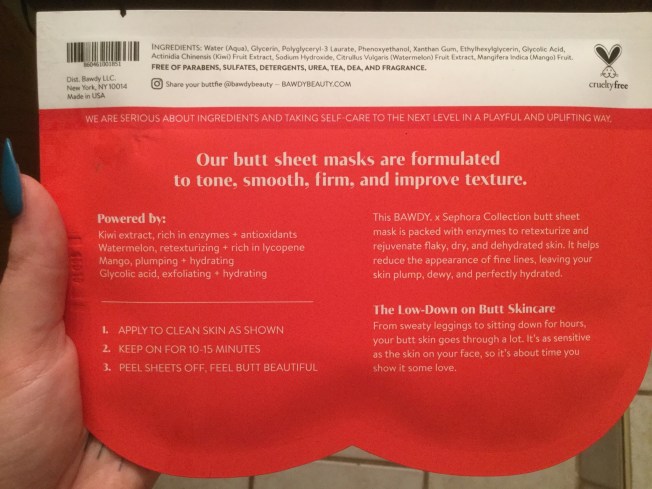 INGREDIENTS: Water (Aqua), Glycerin, Polyglyceryl-3 Laurate, Phenoxyethanol, Xanthan Gum, Ethylhexylglycerin, Glycolic Acid,
Actinidia Chinensis (Kiwi) Fruit Extract, Sodium Hydroxide, Citrullus Vulgaris (Watermelon) Fruit Extract, Mangifera Indica (Mango) Fruit.
FREE OF PARABENS, SULFATES, DETERGENTS, UREA, TEA, DEA, AND FRAGRANCE.
860461001851
Dist. Bawdy LLC.
New York, NY 10014
Made in USA
Share your buttfie @bawdybeauty – BAWDYBEAUTY.COM
crueltyfree
WE ARE SERIOUS ABOUT INGREDIENTS AND TAKING SELF-CARE TO THE NEXT LEVEL IN A PLAYFUL AND UPLIFTING WAY.
Our butt sheet masks are formulated
to tone, smooth, firm, and improve texture.
Powered by:
Kiwi extract, rich in enzymes + antioxidants
Watermelon, retexturizing + rich in lycopene
Mango, plumping + hydrating
Glycolic acid, exfoliating + hydrating
1. APPLY TO CLEAN SKIN AS SHOWN
2. KEEP ON FOR 10-15 MINUTES
3. PEEL SHEETS OFF, FEEL BUTT BEAUTIFUL
This BAWDY. x Sephora Collection butt sheet
mask is packed with enzymes to retexturize and
rejuvenate flaky, dry, and dehydrated skin. It helps
reduce the appearance of fine lines, leaving your
skin plump, dewy, and perfectly hydrated.
The Low-Down on Butt Skincare
From sweaty leggings to sitting down for hours,
your butt skin goes through a lot. It's as sensitive
as the skin on your face, so it's about time you
show it some love.